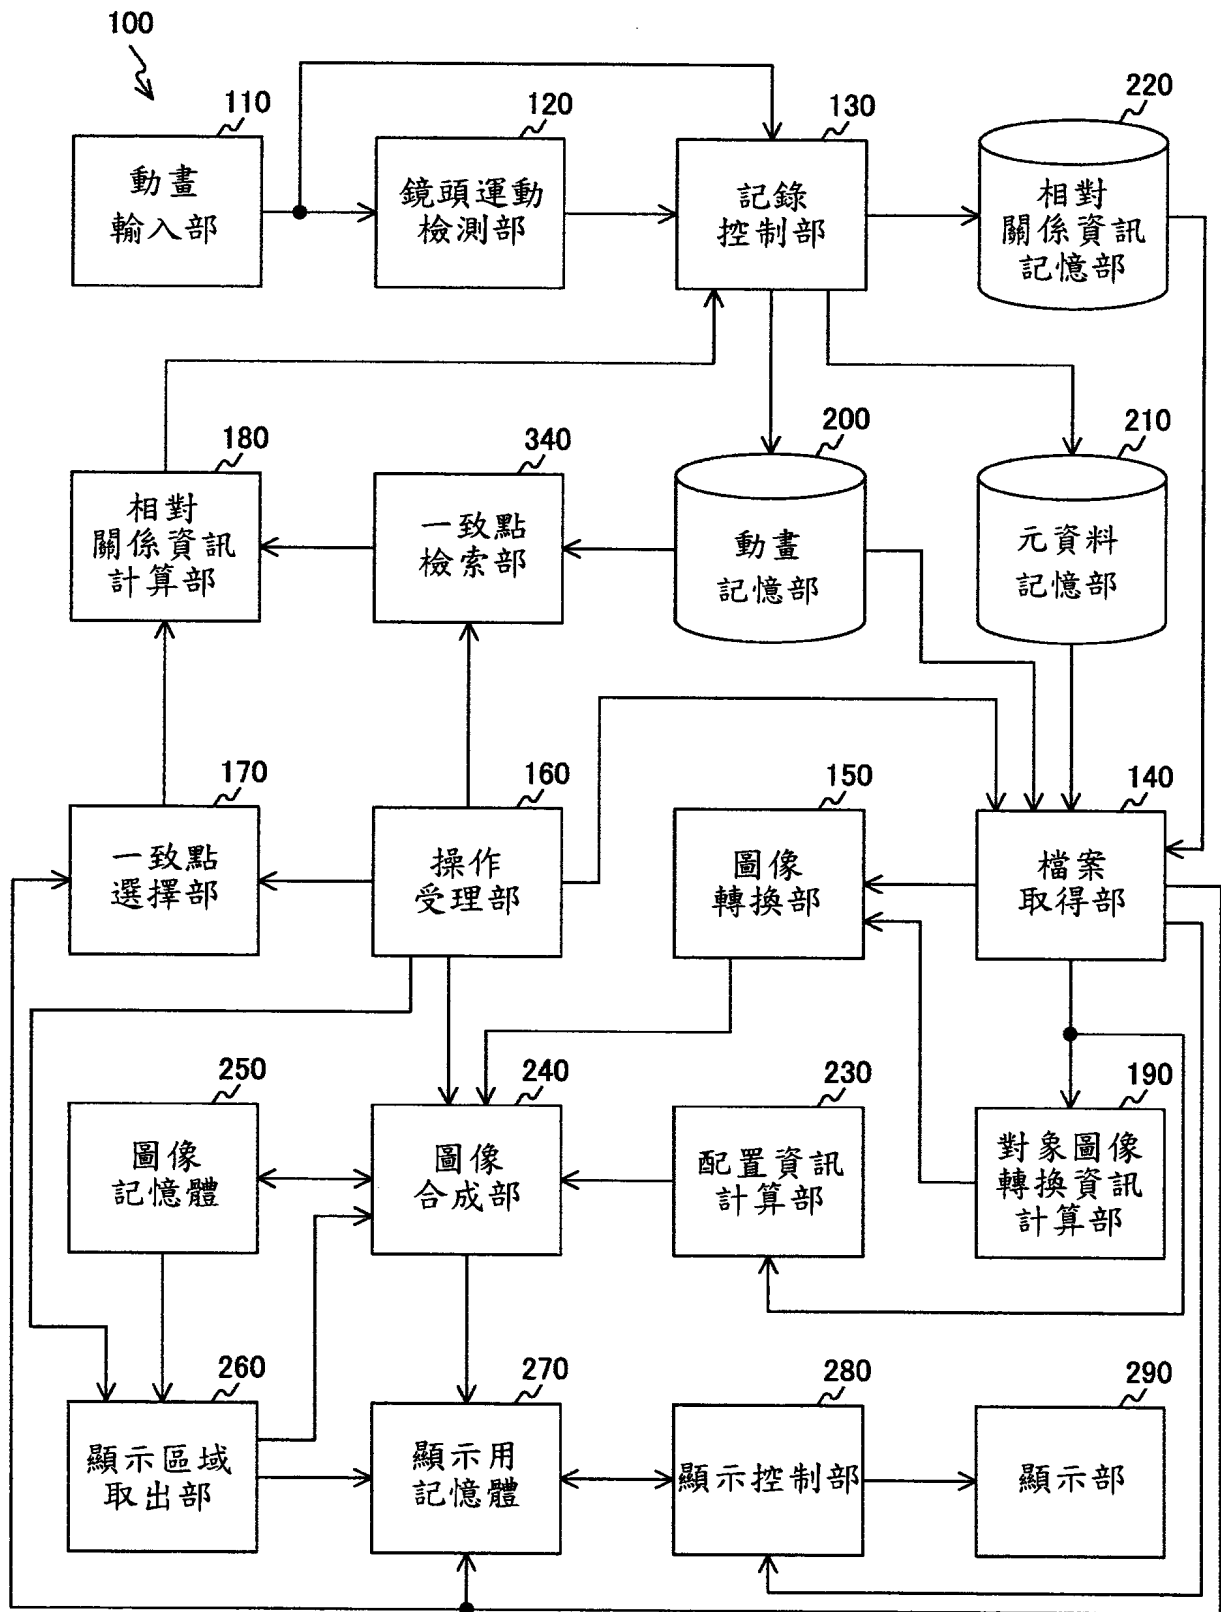 100
110
動畫
輸入部
120
鏡頭運動
檢測部
130
記錄
控制部
220
相對
關係資訊
記憶部
180
相對
關係資訊
計算部
340
一致點
檢索部
200
動畫
記憶部
210
元資料
記憶部
170
一致點
選擇部
160
操作
受理部
150
圖像
轉換部
140
檔案
取得部
250
圖像
記憶體
240
圖像
合成部
230
配置資訊
計算部
190
對象圖像
轉換資訊
計算部
260
顯示區域
取出部
270
顯示用
記憶體
280
顯示控制部
290
顯示部